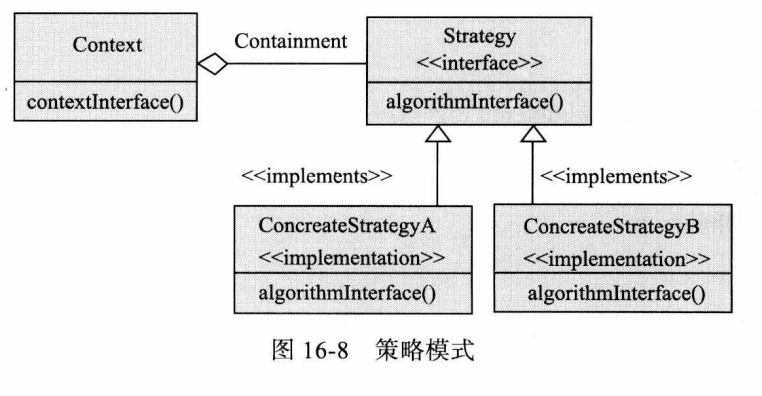 Context
contextInterface()
Containment
Strategy
<<interface>>
algorithmInterface()
<<implements>>
<<implements>>
ConcreateStrategyA
<<implementation>>
algorithmInterface()
ConcreateStrategyB
<<implementation>>
algorithmInterface()
图 16-8 策略模式